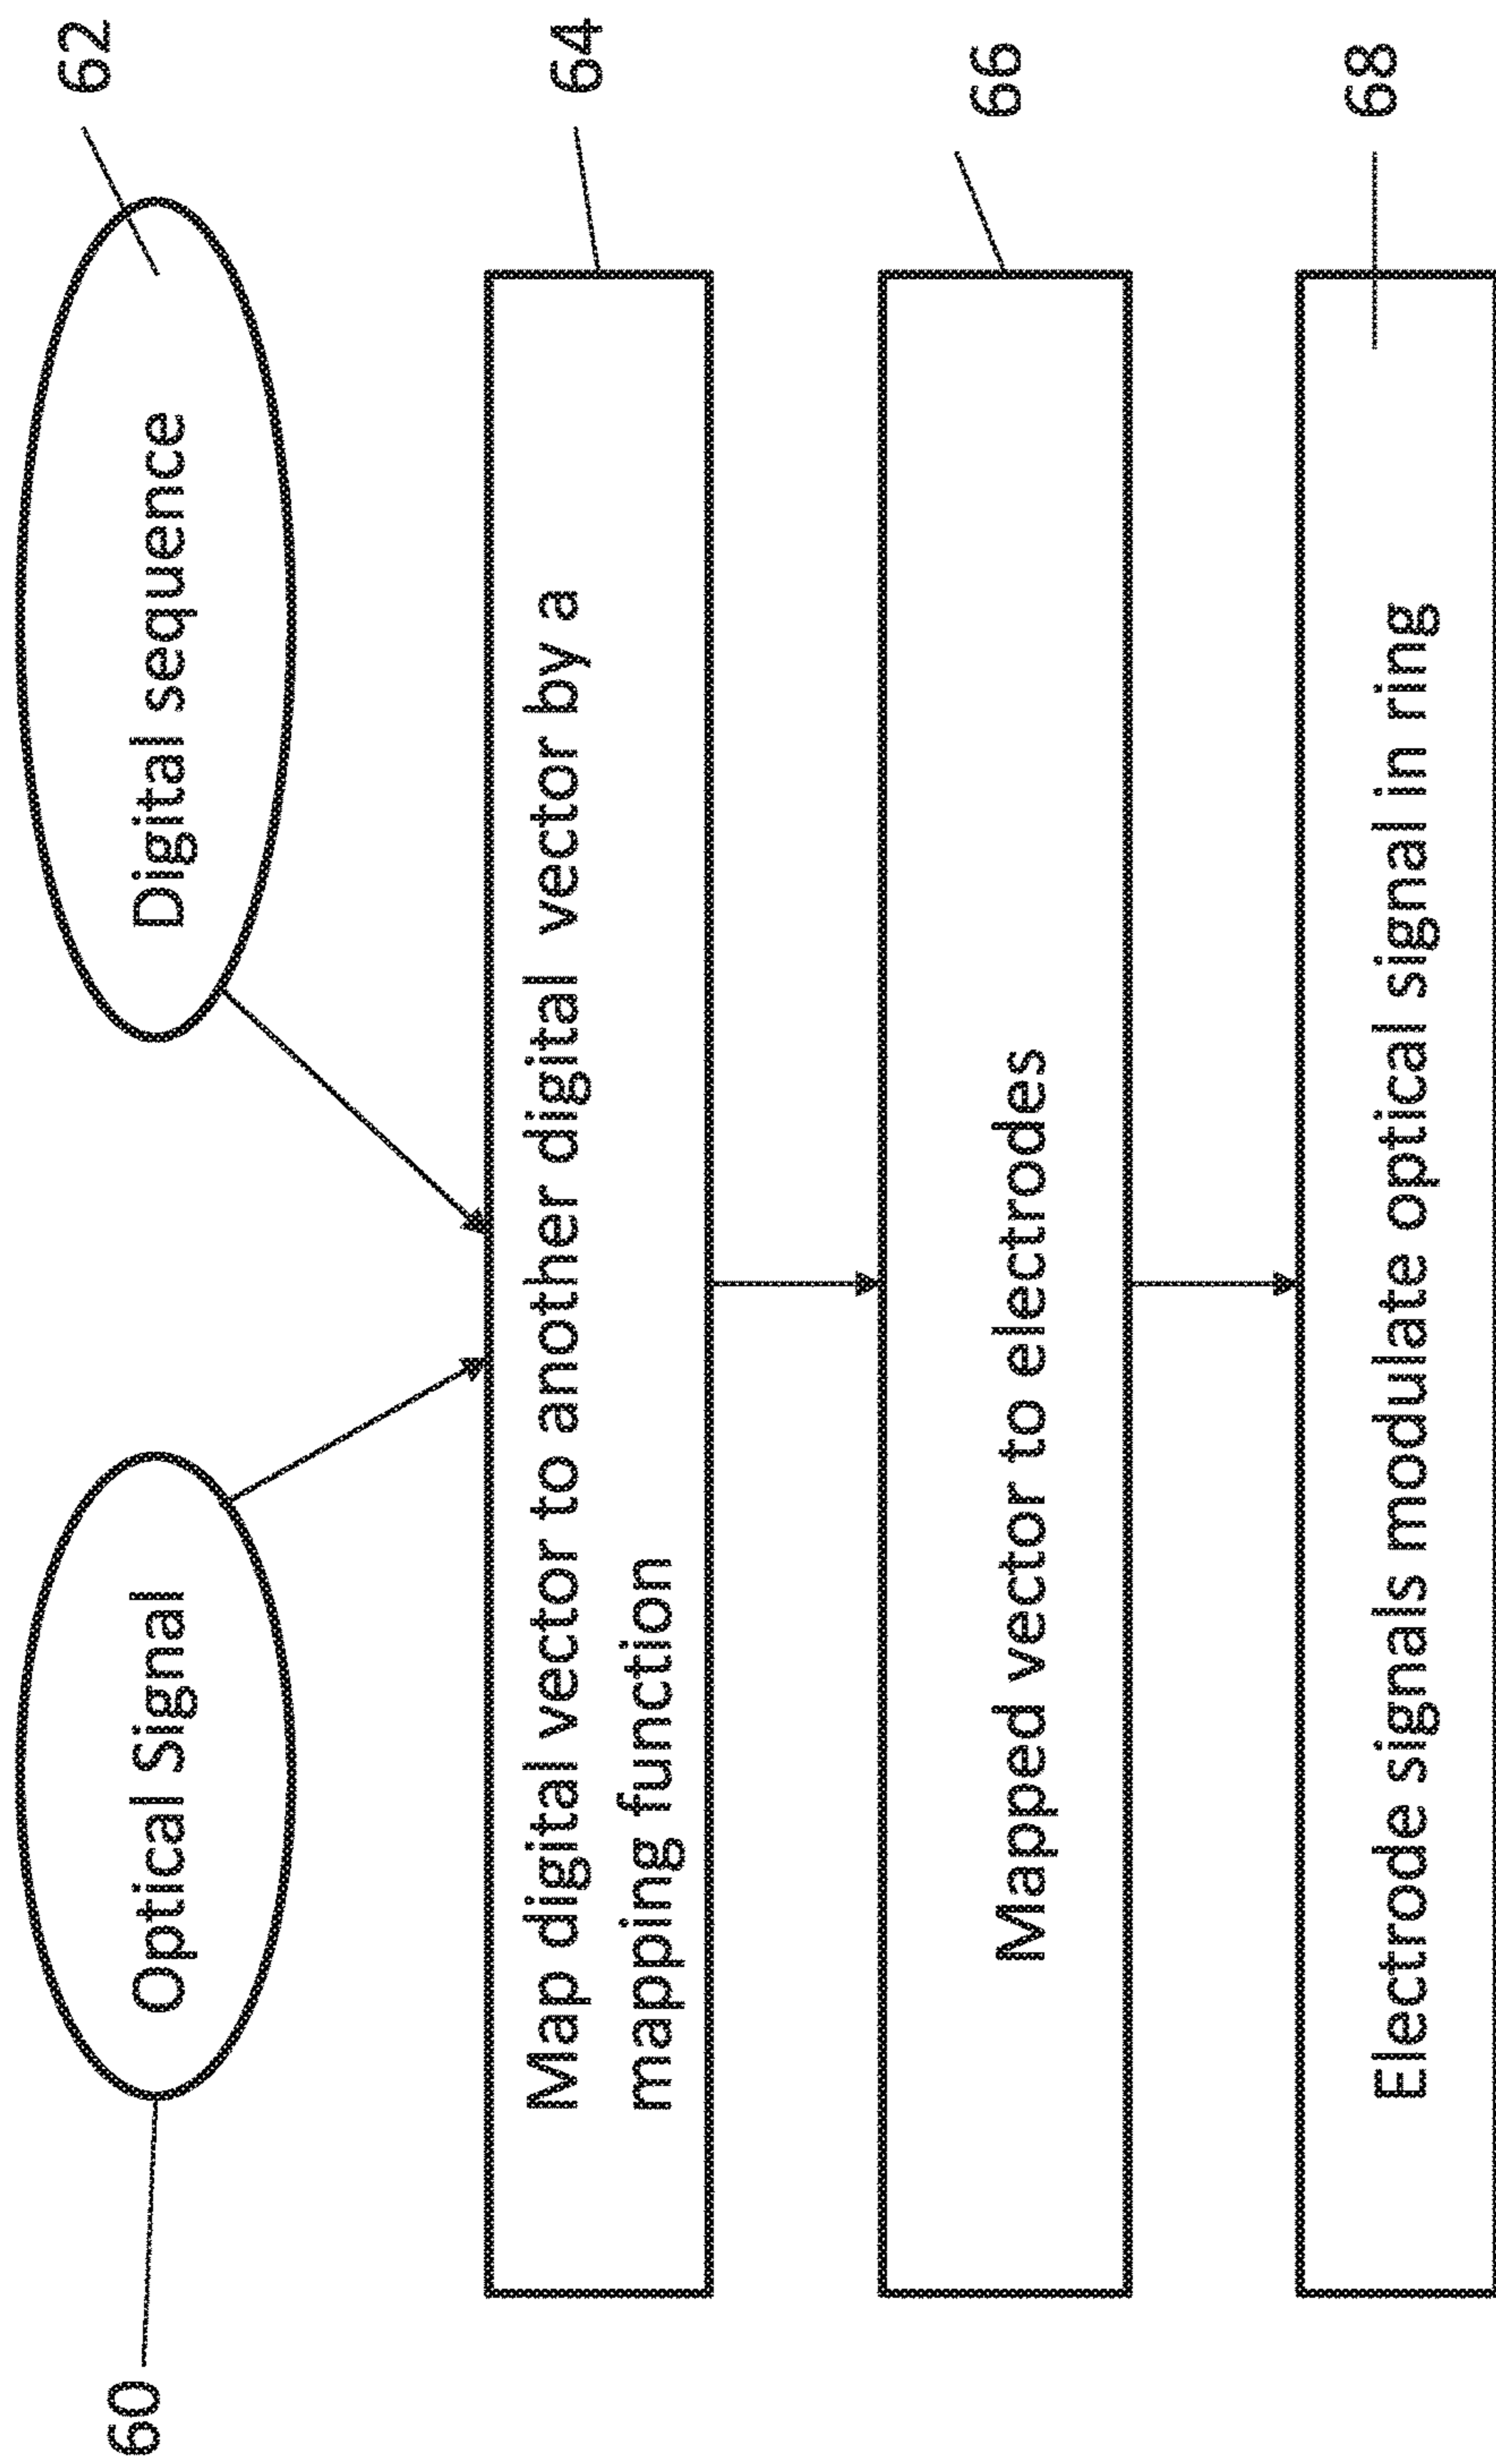 62
Digital sequence
Optical Signal
60
64
Map digital vector to another digital vector by a
mapping function
66
Mapped vector to electrodes
68
Electrode signals modulate optical signal in ring